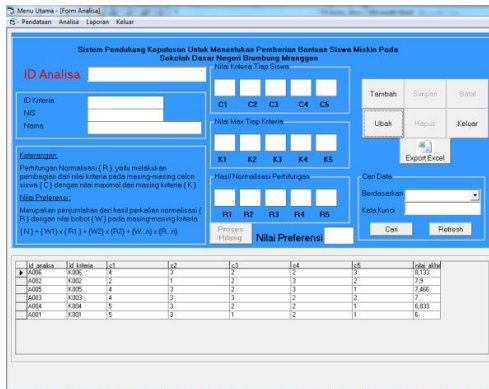 Menu Utama - [Form Analisa]
Pendataan Analisa Laporan Keluar
Sistem Pendukung Keputusan Untuk Menentukan Pemberian Bantuan Siswa Miskin Pada
Sekolah Dasar Negeri Brumbung Mranggen
ID Analisa
ID Kriteria
NIS
Nama
Keterangan:
Perhitungan Normalisasi ( R ): yaitu melakukan
pembagian dari nilai kriteria pada masing-masing calon
siswa ( C ) dengan nilai maximal dari masing kriteria ( K ).
Nilai Preferensi :
Merupakan penjumlahan dari hasil perkalian normalisasi (
R ) dengan nilai bobot ( W ) pada masing-masing kriteria
( N ) = ( W1 ) x ( R1 ) + (W2) x (R2) + (W...n) x (R...n)
Nilai Kriteria Tiap Siswa
C1 C2 C3 C4 C5
Nilai Max Tiap Kriteria
K1 K2 K3 K4 K5
Hasil Normalisasi Perhitungan
R1 R2 R3 R4 R5
Proses
Hitung
Nilai Preferensi
Tambah Simpan Batal
Ubah Hapus Keluar
Export Excel
Cari Data
Berdasarkan
Kata Kunci
Cari Refresh
id_analisa id_kriteria c1 c2 c3 c4 c5 nilai_akhir
A006 K006 4 3 2 2 3 8,133
A002 K002 2 1 2 3 2 7,9
A005 K005 4 3 2 3 1 7,466
A003 K003 4 3 3 2 2 7
A004 K004 5 3 2 2 1 6,833
A001 K001 5 3 1 2 1 6